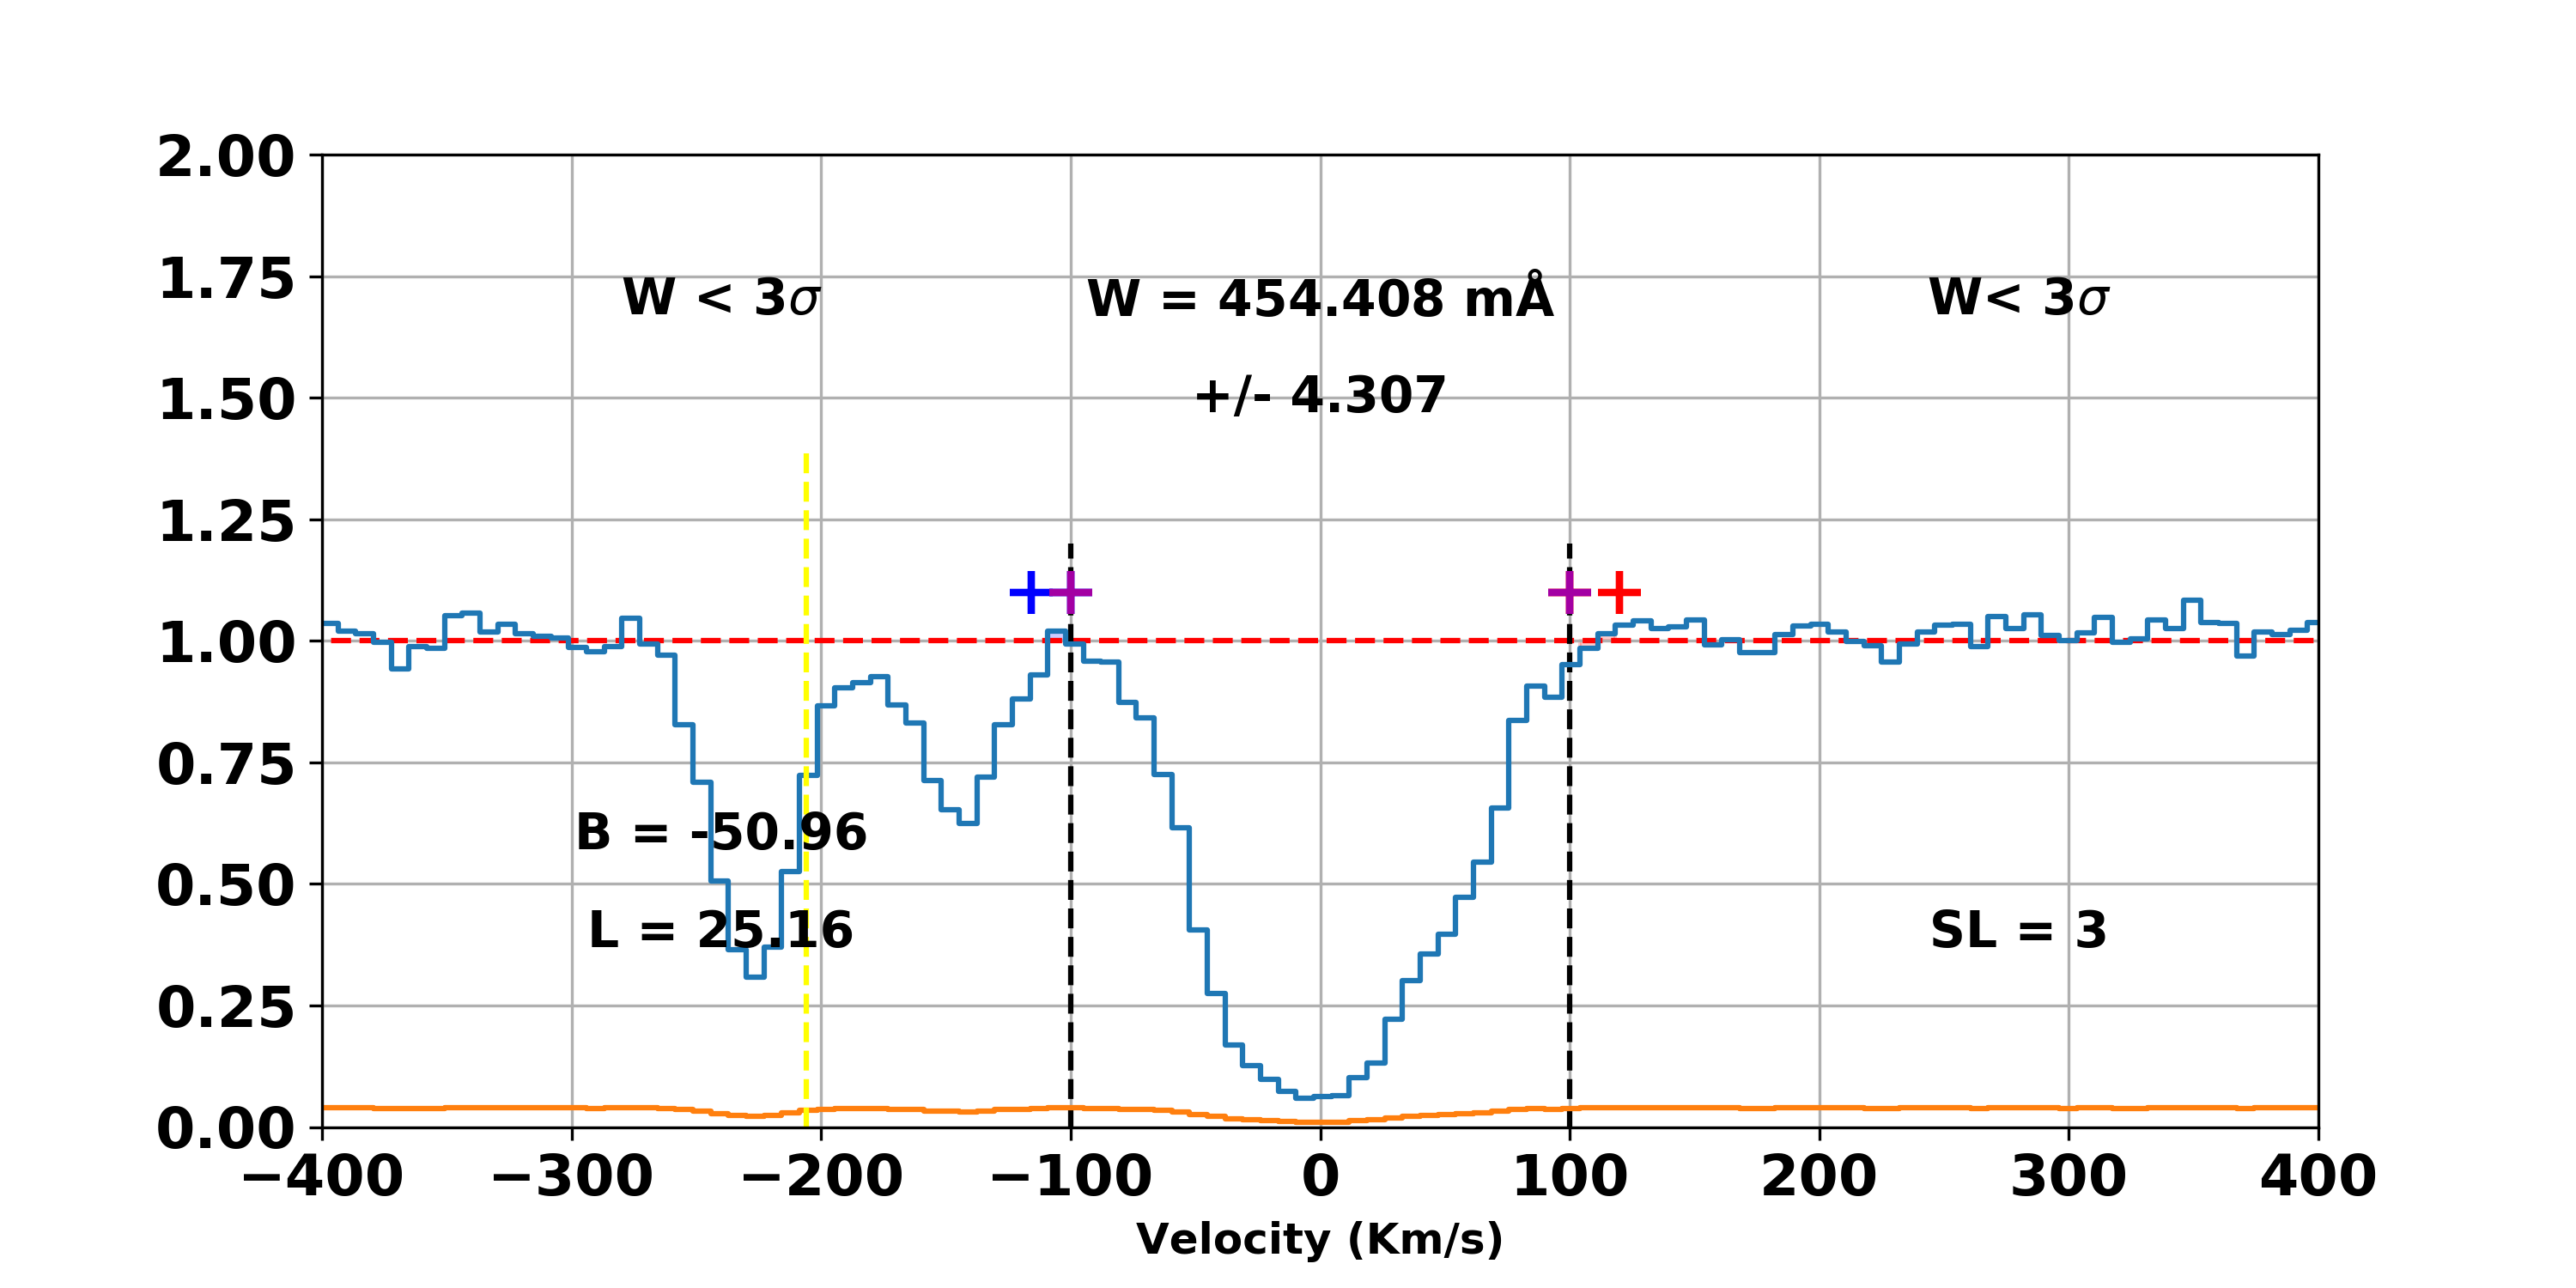 2.00
1.75
1.50
1.25
1.00
0.75
0.50
0.25
0.00
W < 3σ
W = 454.408 mÅ
+/- 4.307
W< 3σ
B = -50.96
L = 25.16
SL = 3
−400 −300 −200 −100 0 100 200 300 400
Velocity (Km/s)